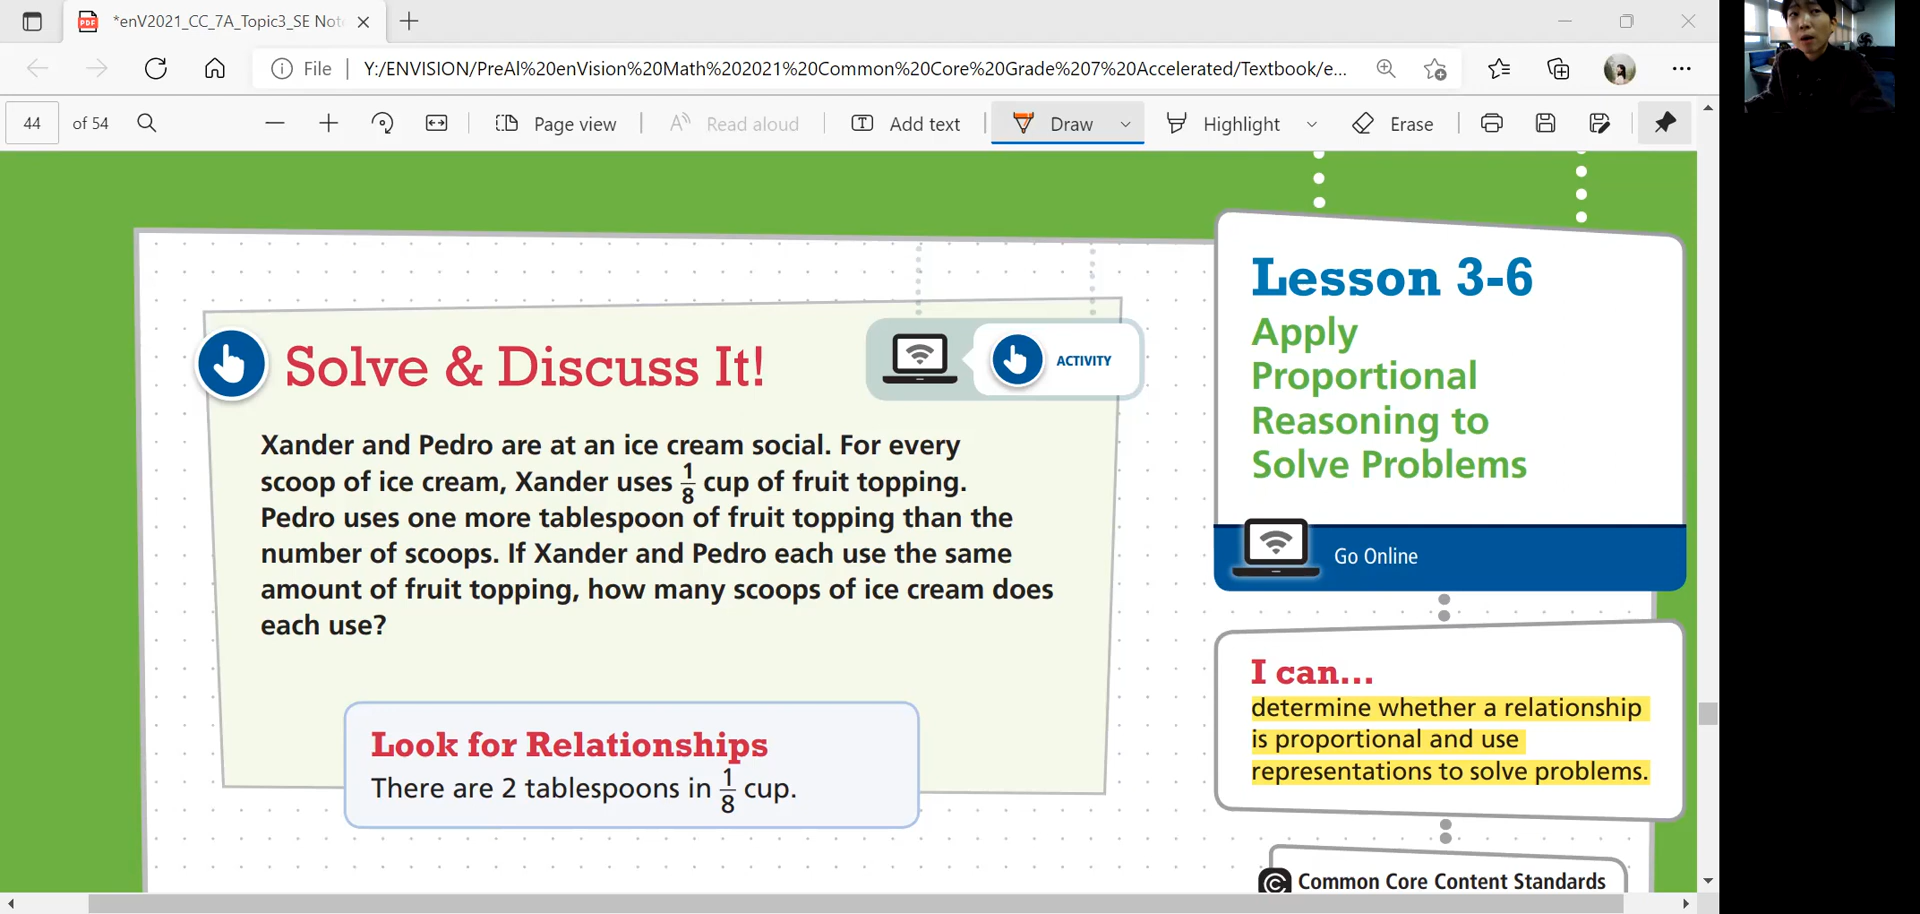 *enV2021_CC_7A_Topic3_SE Not
File
Y:/ENVISION/PreAl%20enVision%20Math%202021%20Common%20Core%20Grade%207%20Accelerated/Textbook/e...
44 of 54
Page view
Read aloud
Add text
Draw
Highlight
Erase
PDF
Solve & Discuss It!
ACTIVITY
Xander and Pedro are at an ice cream social. For every
scoop of ice cream, Xander uses 1/8 cup of fruit topping.
Pedro uses one more tablespoon of fruit topping than the
number of scoops. If Xander and Pedro each use the same
amount of fruit topping, how many scoops of ice cream does
each use?
Look for Relationships
There are 2 tablespoons in 1/8 cup.
Lesson 3-6
Apply
Proportional
Reasoning to
Solve Problems
Go Online
I can...
determine whether a relationship
is proportional and use
representations to solve problems.
Common Core Content Standards